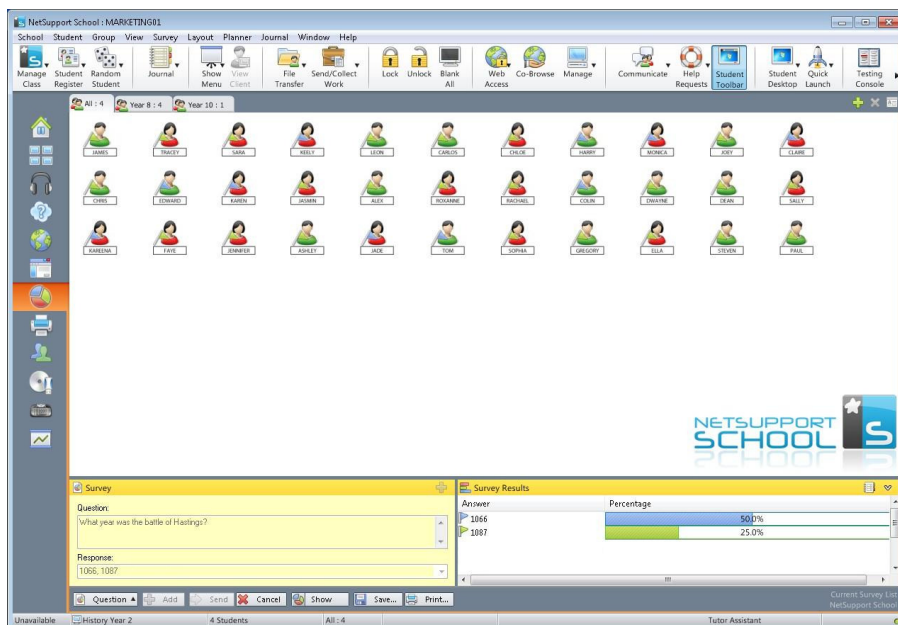 NetSupport School : MARKETING01
School Student Group View Survey Layout Planner Journal Window Help
Manage Class Student Register Random Student Journal Show Menu View Client File Transfer Send/Collect Work Lock Unlock Blank All Web Access Co-Browse Manage Communicate Help Requests Student Toolbar Student Desktop Quick Launch Testing Console
All : 4 Year 8 : 4 Year 10 : 1
JAMES TRACEY SARA KEELY LEON CARLOS CHLOE HARRY MONICA JOEY CLAIRE
CHRIS EDWARD KAREN JASMIN ALEX ROXANNE RACHAEL COLIN DWAYNE DEAN SALLY
KAREENA FAYE JENNIFER ASHLEY JADE TOM SOPHIA GREGORY ELLA STEVEN PAUL
NETSUPPORT
SCHOOL
Survey
Question:
What year was the battle of Hastings?
Response:
1066, 1087
Survey Results
Answer Percentage
1066 50.0%
1087 25.0%
Question Add Send Cancel Show Save... Print...
Current Survey List
NetSupport School
Unavailable History Year 2 4 Students All : 4 Tutor Assistant